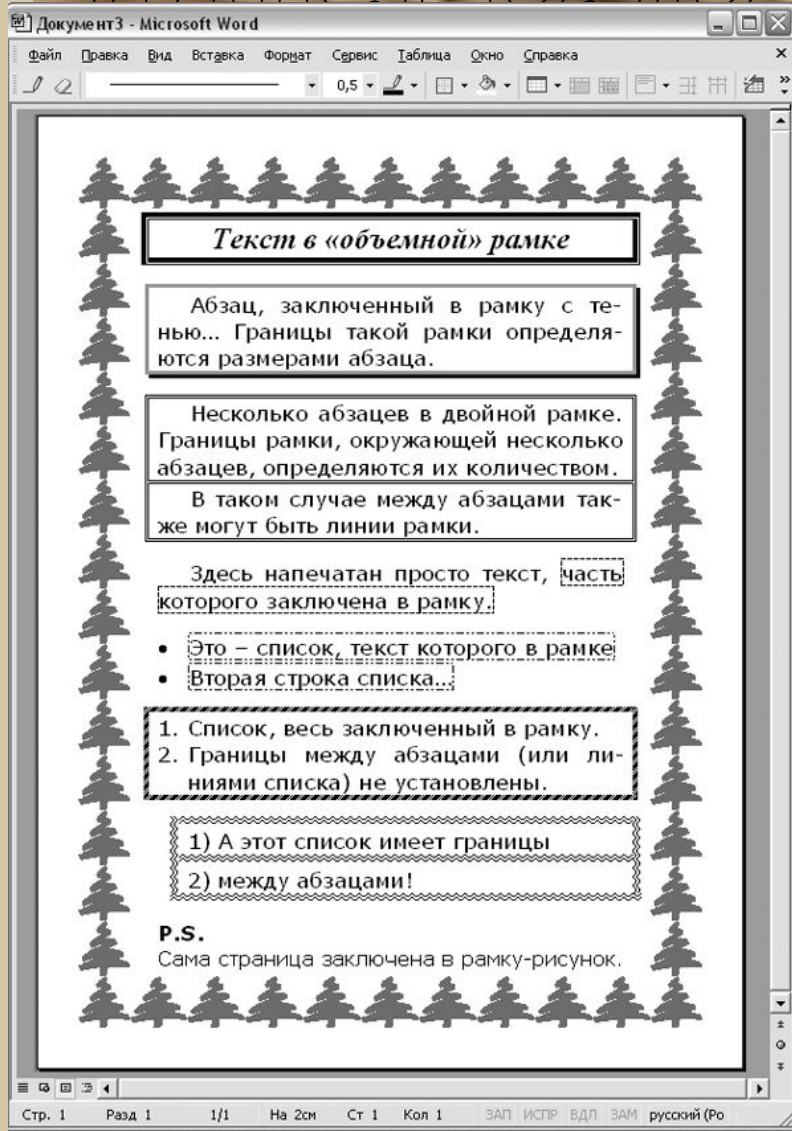 Документ3 - Microsoft Word
Файл Правка Вид Вставка Формат Сервис Таблица Окно Справка
0,5
Текст в «объемной» рамке
Абзац, заключенный в рамку с те-
нью... Границы такой рамки определя-
ются размерами абзаца.
Несколько абзацев в двойной рамке.
Границы рамки, окружающей несколько
абзацев, определяются их количеством.
В таком случае между абзацами так-
же могут быть линии рамки.
Здесь напечатан просто текст, часть
которого заключена в рамку.
• Это – список, текст которого в рамке
• Вторая строка списка...
1. Список, весь заключенный в рамку.
2. Границы между абзацами (или ли-
ниями списка) не установлены.
1) А этот список имеет границы
2) между абзацами!
P.S.
Сама страница заключена в рамку-рисунок.
Стр. 1 Разд 1 1/1 На 2см Ст 1 Кол 1 ЗАП ИСПР ВДЛ ЗАМ русский (Ро